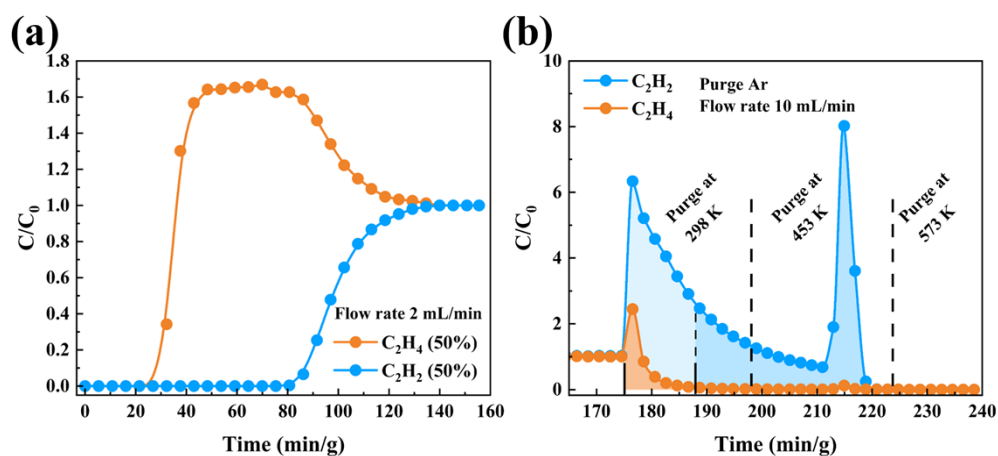 (a)
1.8
1.6
1.4
1.2
1.0
0.8
0.6
0.4
0.2
0.0
C/C₀
Flow rate 2 mL/min
C₂H₄ (50%)
C₂H₂ (50%)
0 20 40 60 80 100 120 140 160
Time (min/g)
(b)
10
8
6
4
2
0
C/C₀
C₂H₂ Purge Ar
C₂H₄ Flow rate 10 mL/min
Purge at
298 K
Purge at
453 K
Purge at
573 K
170 180 190 200 210 220 230 240
Time (min/g)